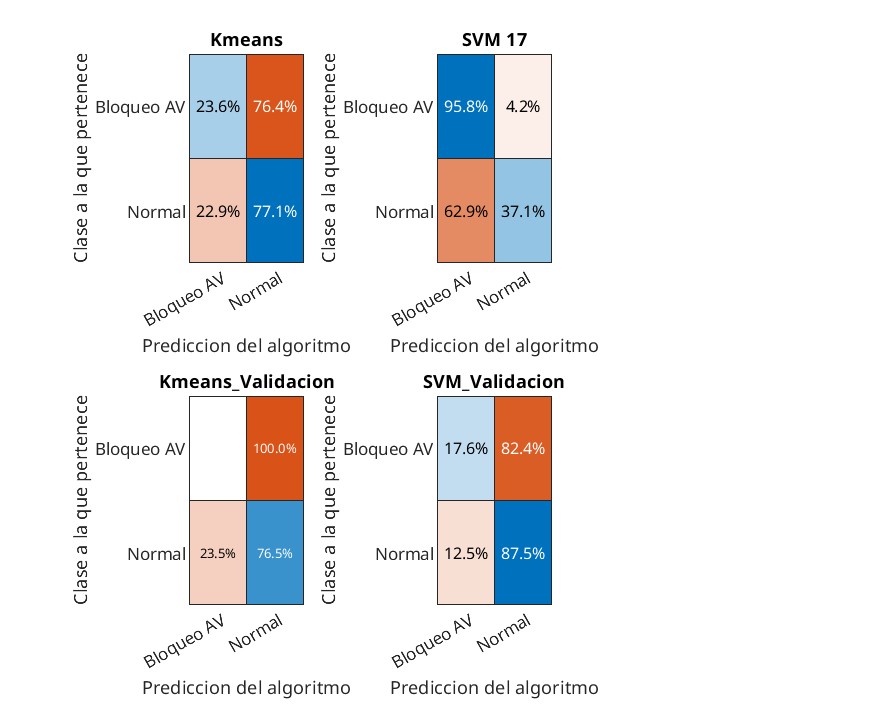 Kmeans
Clase a la que pertenece
Bloqueo AV
23.6%
76.4%
Normal
22.9%
77.1%
Bloqueo AV
Normal
Prediccion del algoritmo
SVM 17
Clase a la que pertenece
Bloqueo AV
95.8%
4.2%
Normal
62.9%
37.1%
Bloqueo AV
Normal
Prediccion del algoritmo
Kmeans_Validacion
Clase a la que pertenece
Bloqueo AV
100.0%
Normal
23.5%
76.5%
Bloqueo AV
Normal
Prediccion del algoritmo
SVM_Validacion
Clase a la que pertenece
Bloqueo AV
17.6%
82.4%
Normal
12.5%
87.5%
Bloqueo AV
Normal
Prediccion del algoritmo